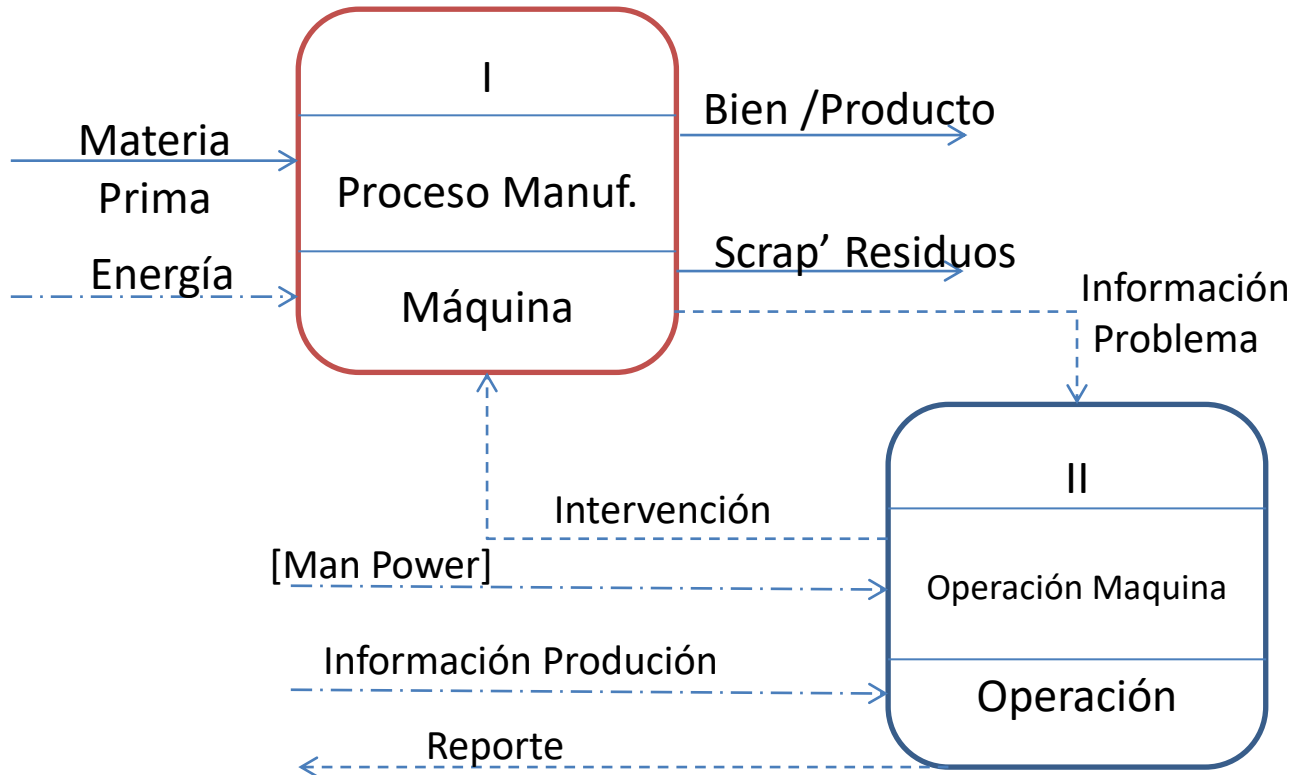 I
Materia
Prima
Energía
Proceso Manuf.
Máquina
Bien /Producto
Scrap’ Residuos
Información
Problema
II
Intervención
[Man Power]
Operación Maquina
Información Produción
Operación
Reporte